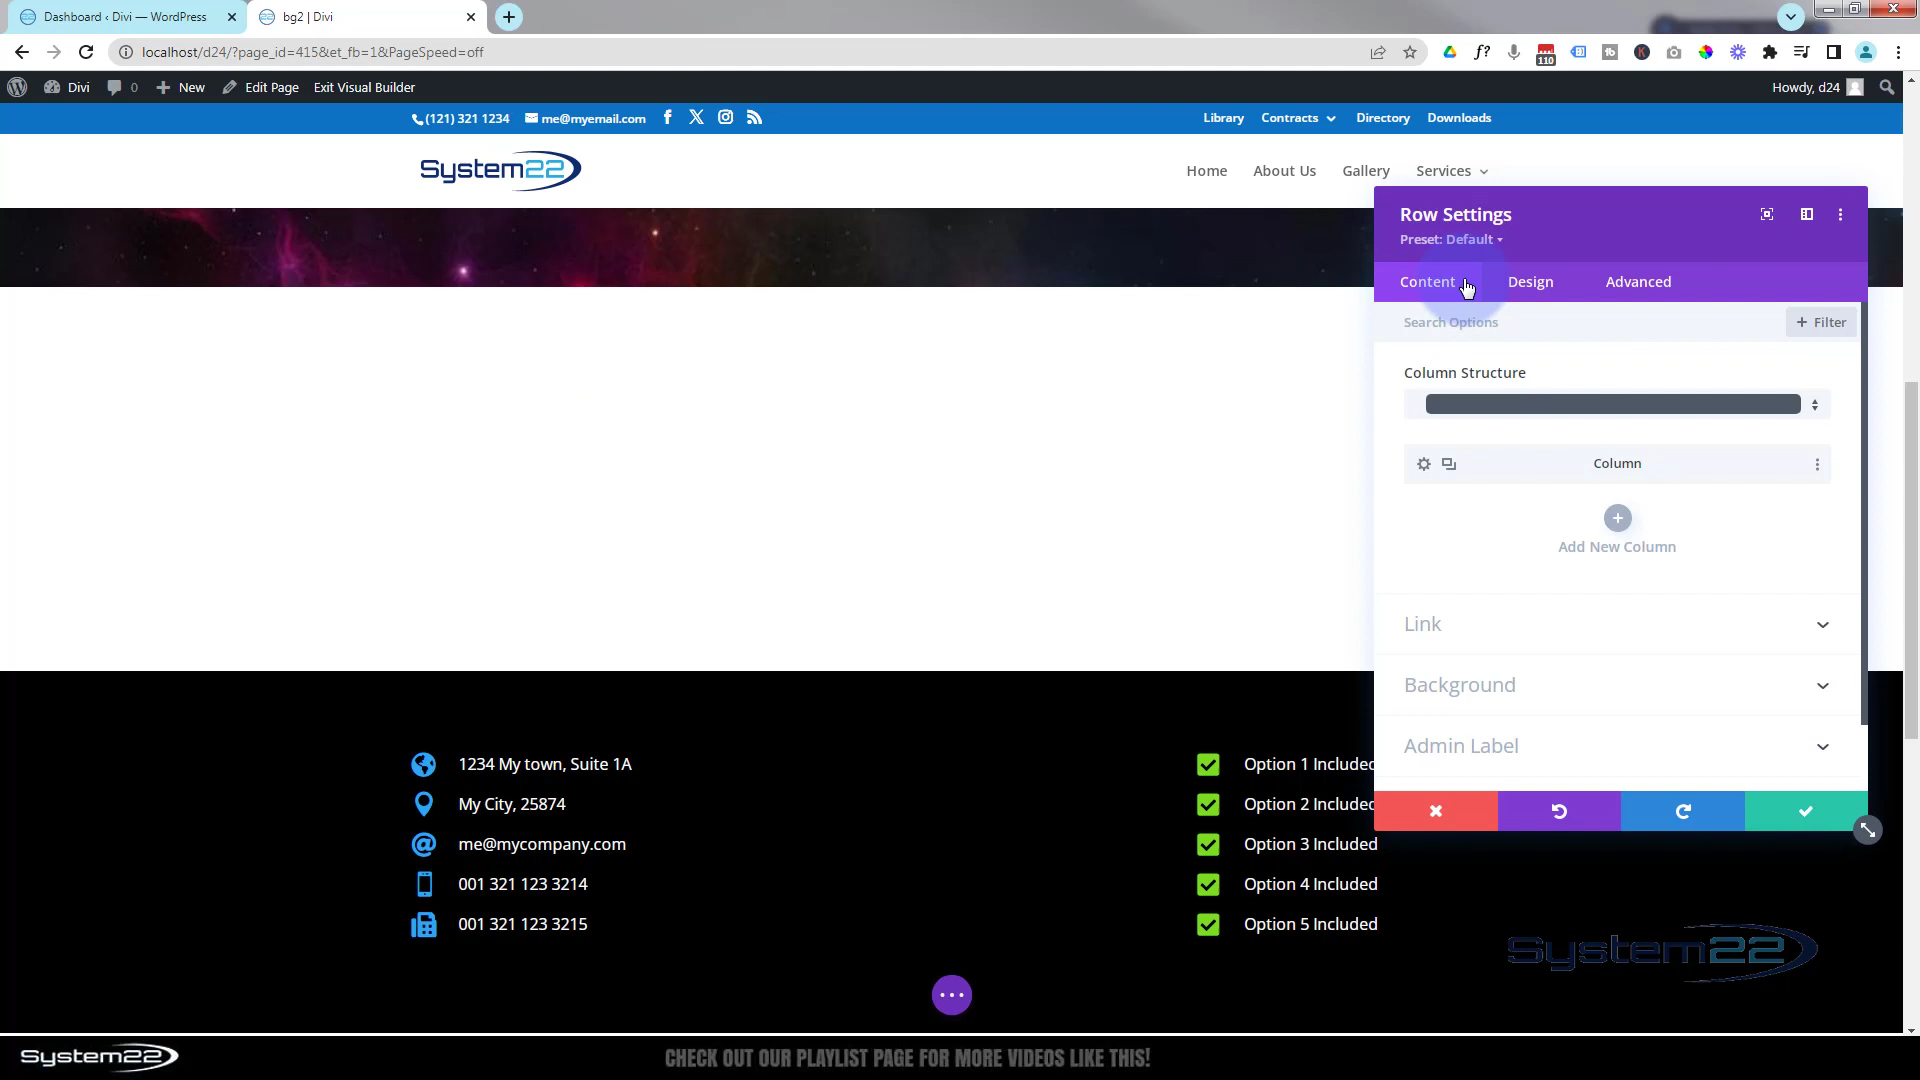 Dashboard ‹ Divi — WordPress
bg2 | Divi
localhost/d24/?page_id=415&et_fb=1&PageSpeed=off
f?
110
Divi
0
New
Edit Page
Exit Visual Builder
Howdy, d24
(121) 321 1234
me@myemail.com
Library
Contracts
Directory
Downloads
System22
Home
About Us
Gallery
Services
Row Settings
Preset: Default
Content
Design
Advanced
Search Options
+ Filter
Column Structure
Column
Add New Column
Link
Background
Admin Label
1234 My town, Suite 1A
My City, 25874
me@mycompany.com
001 321 123 3214
001 321 123 3215
Option 1 Included
Option 2 Included
Option 3 Included
Option 4 Included
Option 5 Included
System22
System22
CHECK OUT OUR PLAYLIST PAGE FOR MORE VIDEOS LIKE THIS!